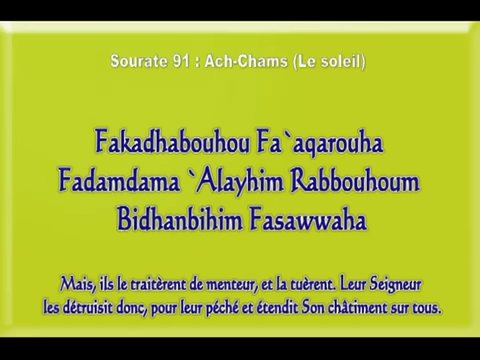 Sourate 91 : Ach-Chams (Le soleil)
Fakadhabouhou Fa`aqarouha
Fadamdama `Alayhim Rabbouhoum
Bidhanbihim Fasawwaha
Mais, ils le traitèrent de menteur, et la tuèrent. Leur Seigneur
les détruisit donc, pour leur péché et étendit Son châtiment sur tous.